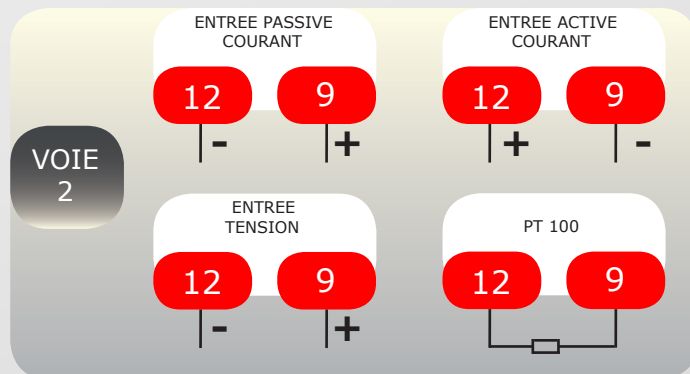 ENTREE PASSIVE
COURANT
12 9
- +
ENTREE ACTIVE
COURANT
12 9
+ -
VOIE
2
ENTREE
TENSION
12 9
- +
PT 100
12 9